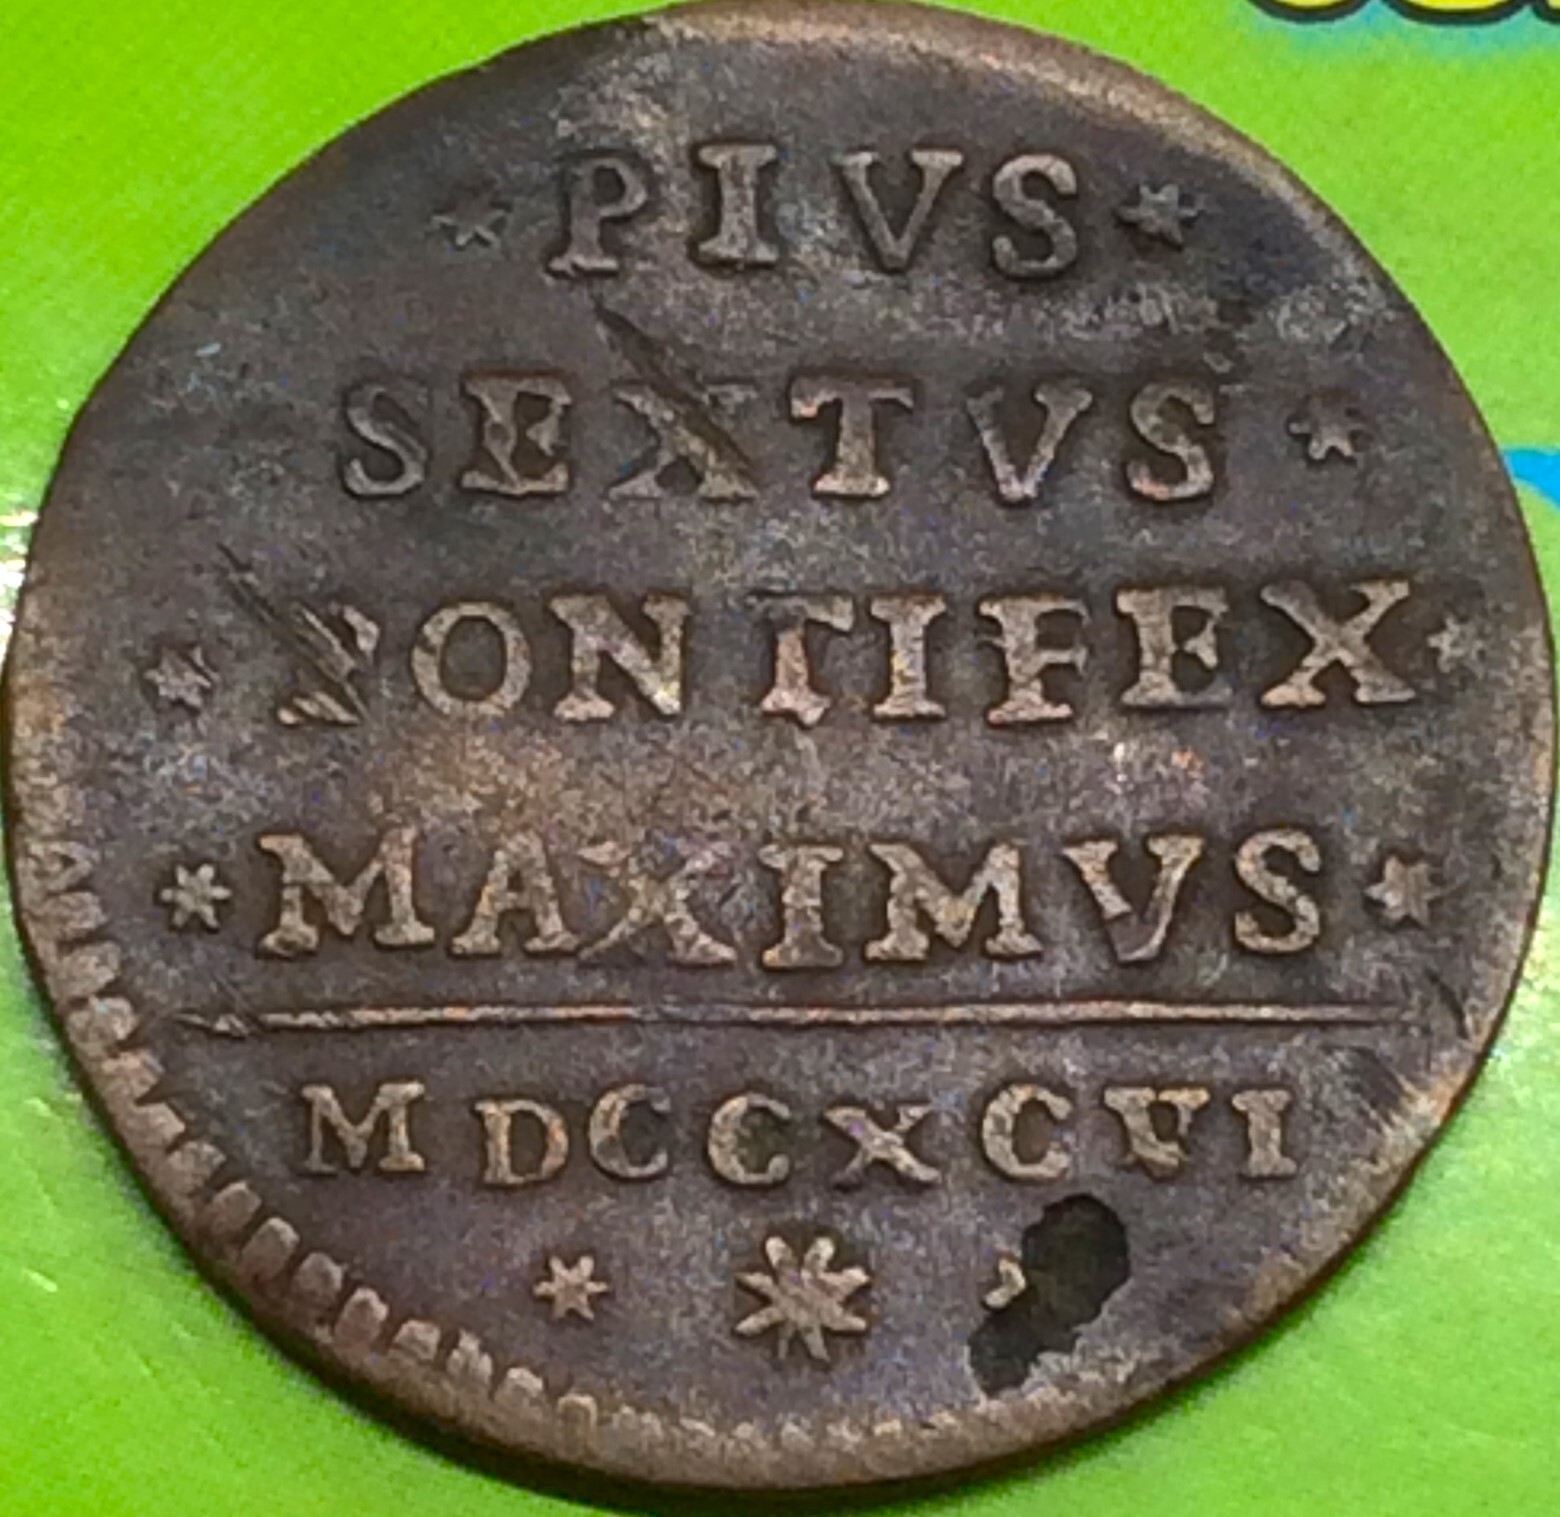 PIVS
SEXTVS
PONTIFEX
MAXIMVS
MDCCXCVI